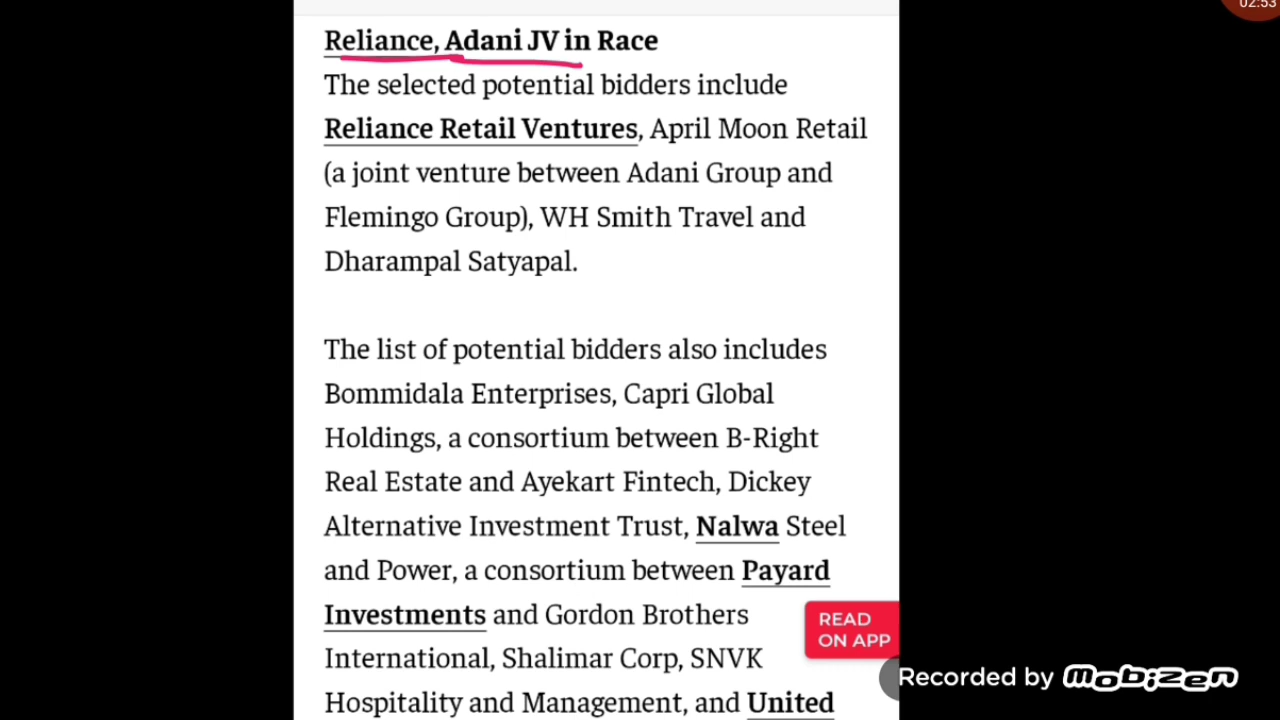 02:53
Reliance, Adani JV in Race
The selected potential bidders include
Reliance Retail Ventures, April Moon Retail
(a joint venture between Adani Group and
Flemingo Group), WH Smith Travel and
Dharampal Satyapal.
The list of potential bidders also includes
Bommidala Enterprises, Capri Global
Holdings, a consortium between B-Right
Real Estate and Ayekart Fintech, Dickey
Alternative Investment Trust, Nalwa Steel
and Power, a consortium between Payard
Investments and Gordon Brothers
International, Shalimar Corp, SNVK
Hospitality and Management, and United
READ
ON APP
Recorded by Mobizen